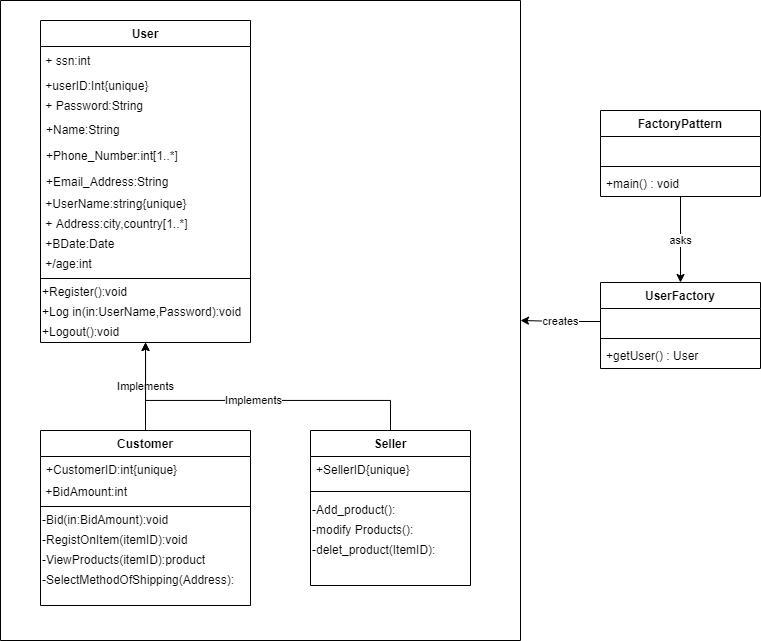 User
+ ssn:int
+userID:Int{unique}
+ Password:String
+Name:String
+Phone_Number:int[1..*]
+Email_Address:String
+UserName:string{unique}
+ Address:city,country[1..*]
+BDate:Date
+/age:int
+Register():void
+Log in(in:UserName,Password):void
+Logout():void
Implements
Implements
Customer
+CustomerID:int{unique}
+BidAmount:int
-Bid(in:BidAmount):void
-RegistOnItem(itemID):void
-ViewProducts(itemID):product
-SelectMethodOfShipping(Address):
Seller
+SellerID{unique}
-Add_product():
-modify Products():
-delet_product(ItemID):
FactoryPattern
+main() : void
asks
UserFactory
+getUser() : User
creates